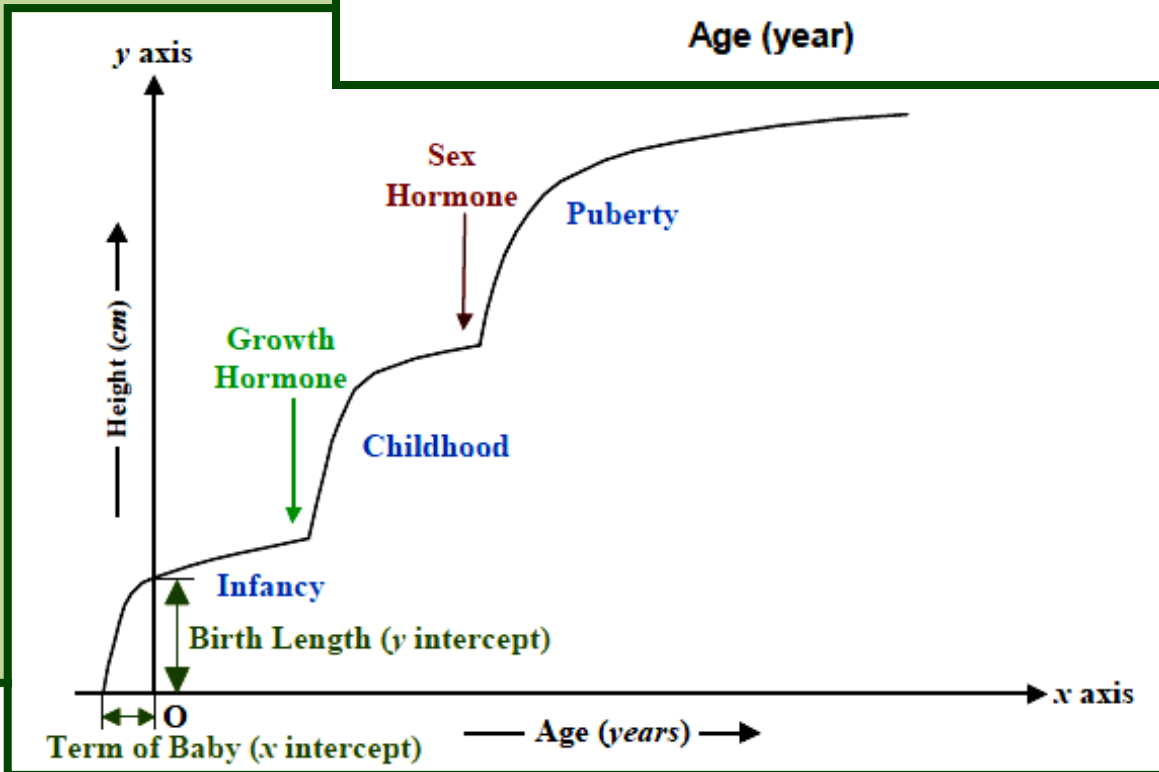 Age (year)
y axis
Sex
Hormone
Puberty
Height (cm)
Growth
Hormone
Childhood
Infancy
Birth Length (y intercept)
x axis
O
Age (years)
Term of Baby (x intercept)